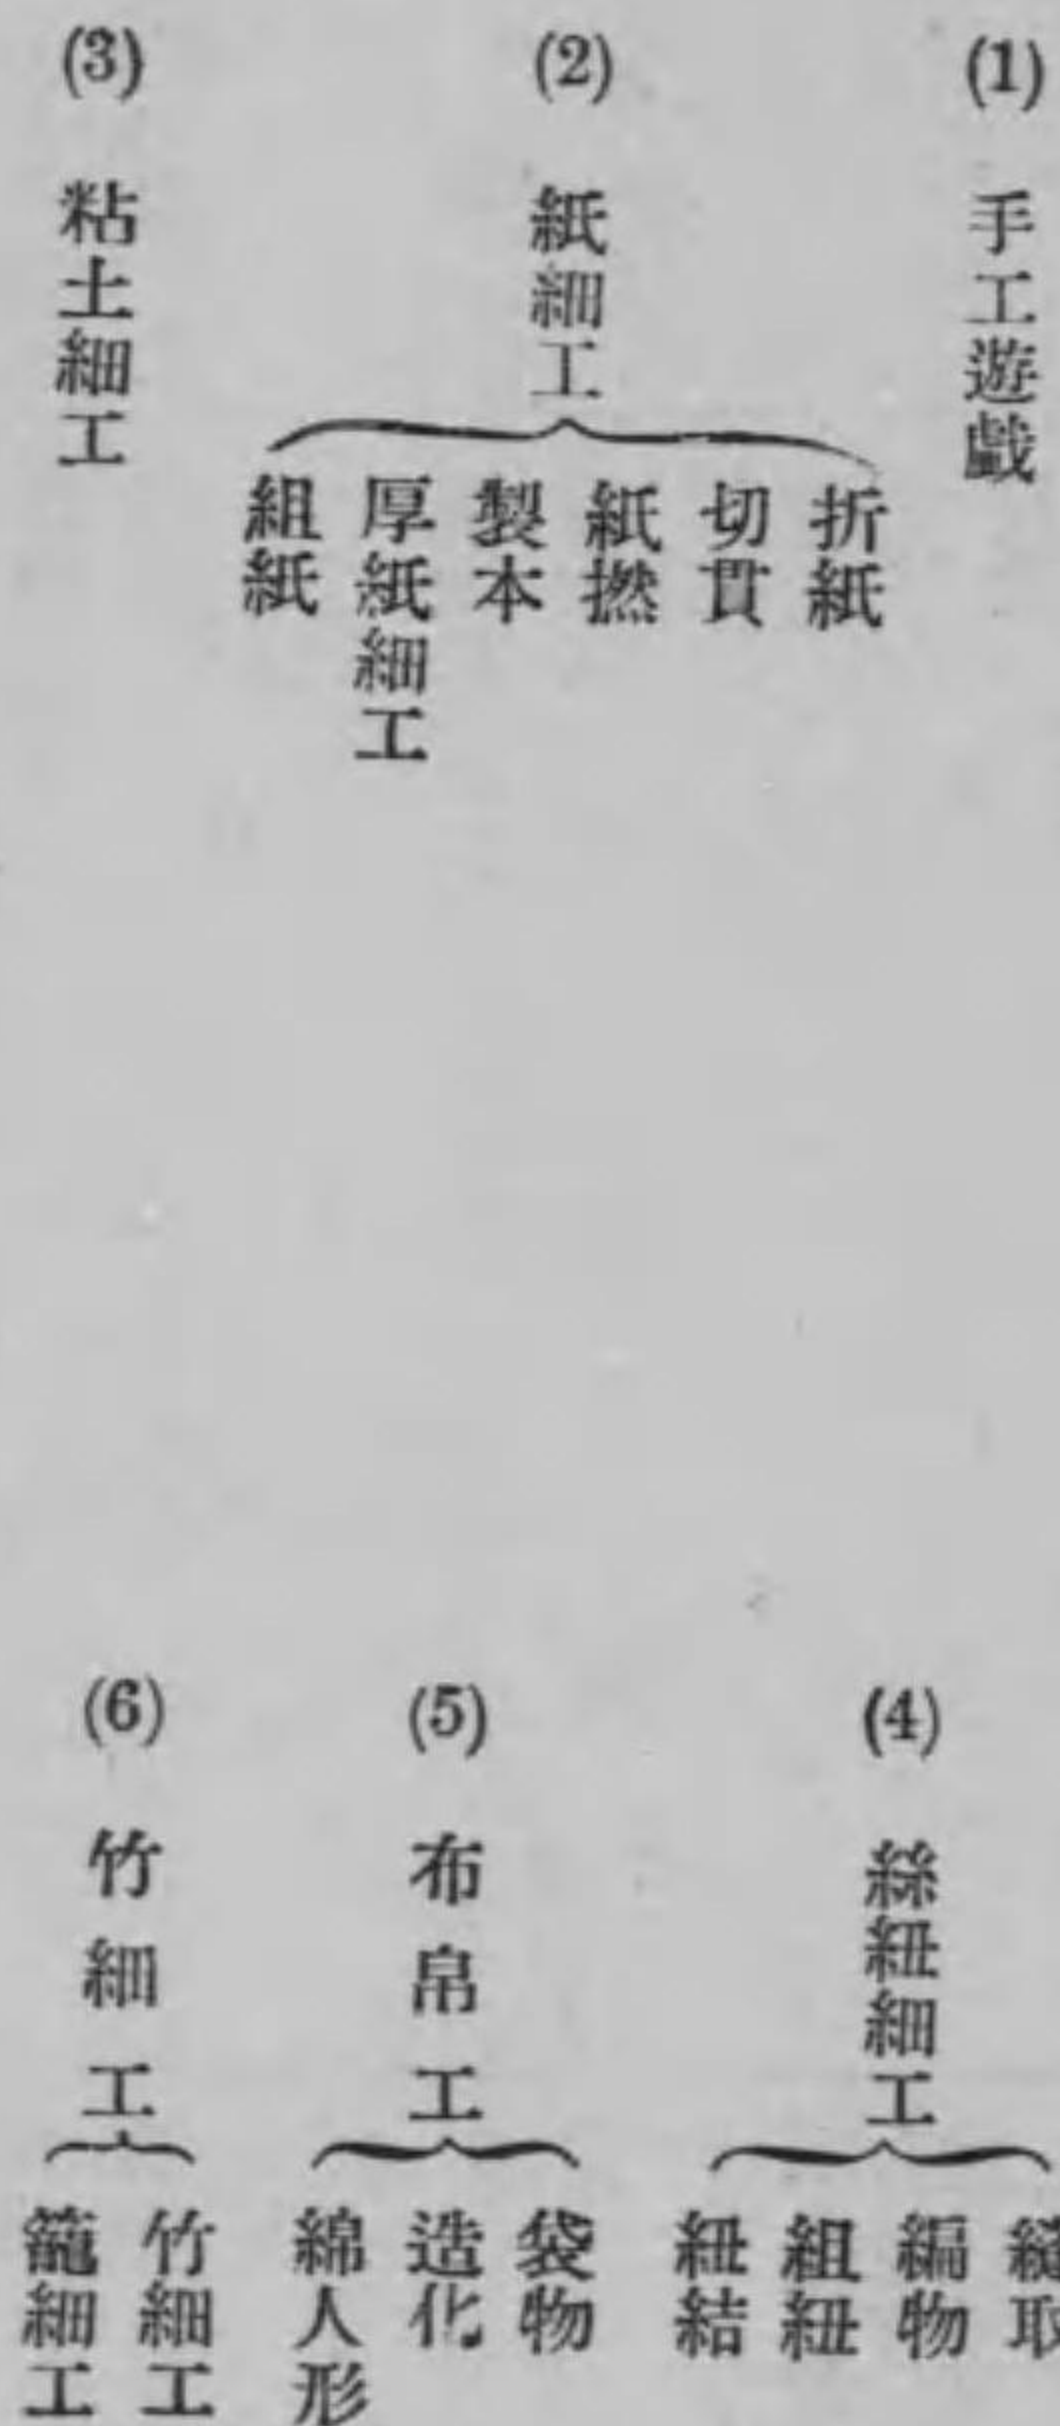 (1) 手工遊戯
(2) 紙細工
折紙
切貫
紙撚
製本
厚紙細工
組紙
(3) 粘土細工
(4) 絲紐細工
縫取
編物
組紐
紐結
(5) 布帛工
袋物
造化
綿人形
(6) 竹細工
竹細工
籠細工